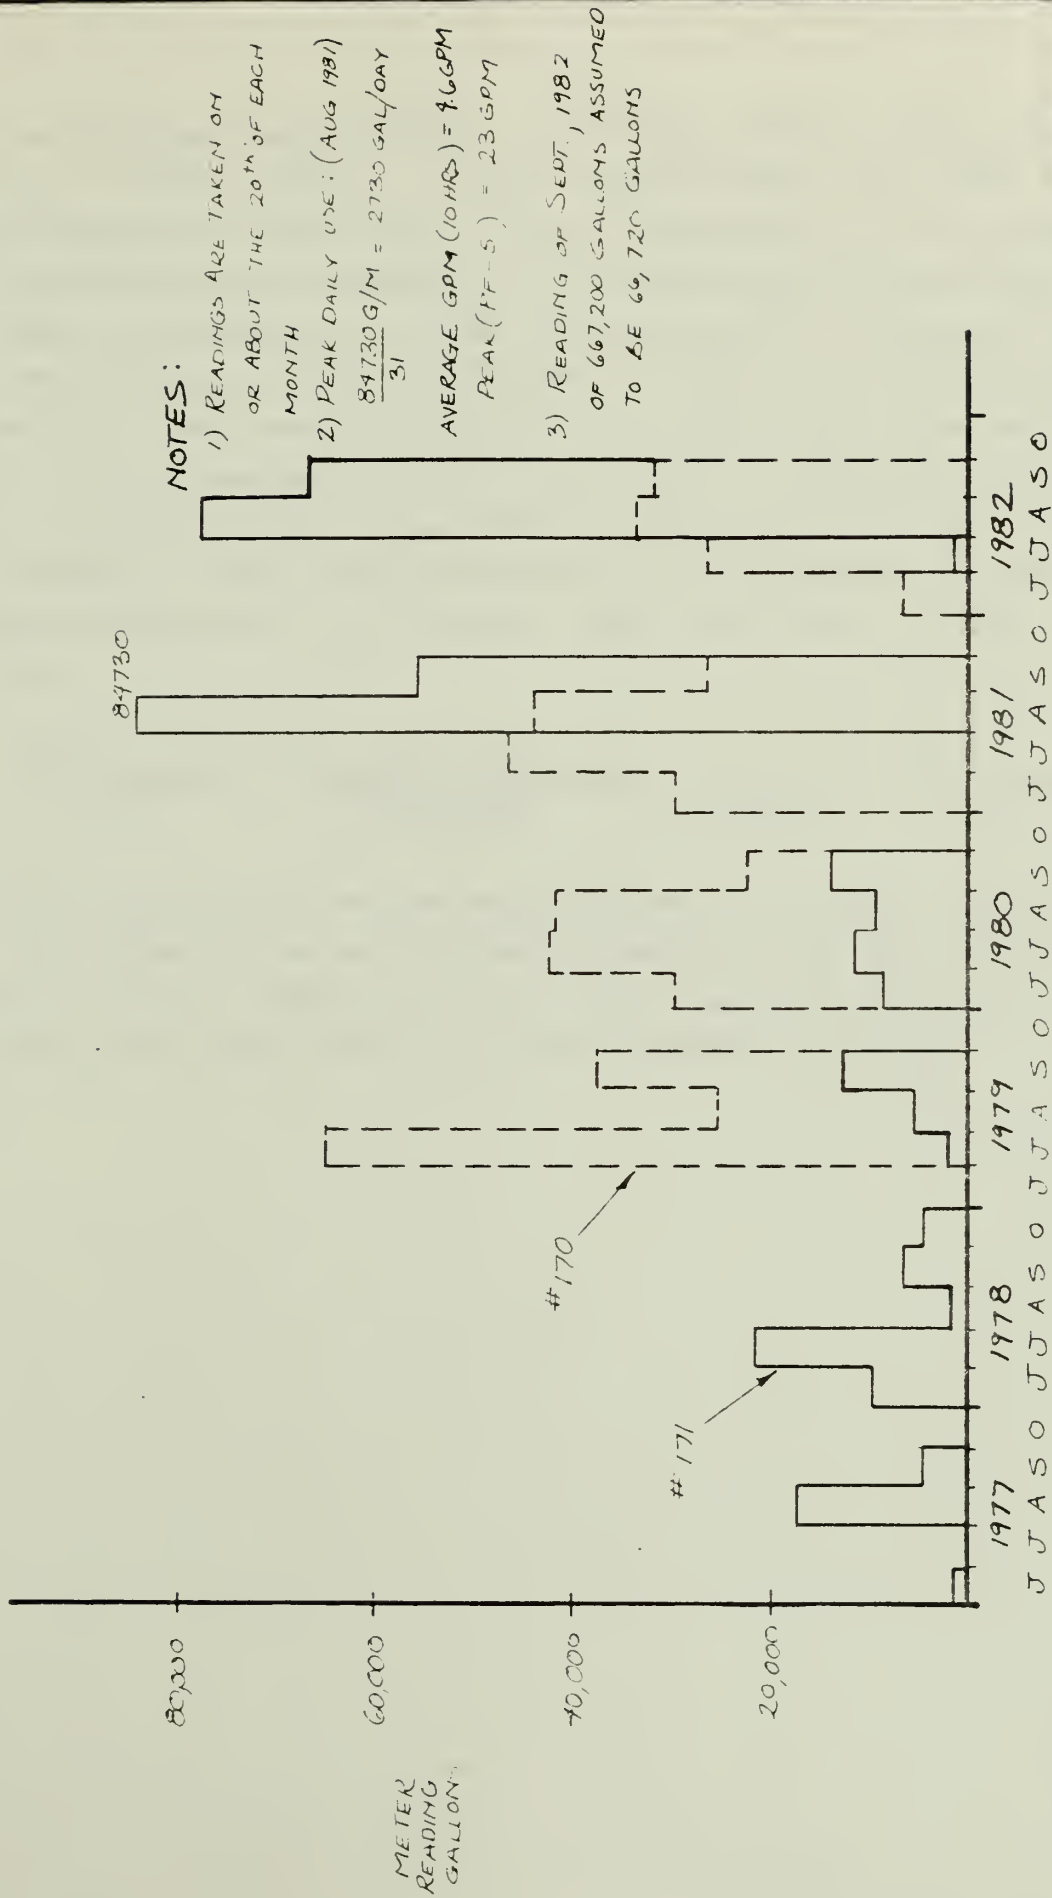 NOTES:
1) READINGS ARE TAKEN ON
OR ABOUT THE 20th OF EACH
MONTH
2) PEAK DAILY USE: (AUG 1981)
84730 G/M = 2730 GAL/DAY
31
AVERAGE GPM (10 HRS) = 4.6 GPM
PEAK (PF-5) = 23 GPM
3) READING OF SEPT., 1982
OF 667,200 GALLONS ASSUMED
TO BE 66,720 GALLONS
METER
READING
GALLONS
80,000
60,000
40,000
20,000
84730
#170
#171
1977 1978 1979 1980 1981 1982
J J A S O J J A S O J J A S O J J A S O J J A S O J J A S O